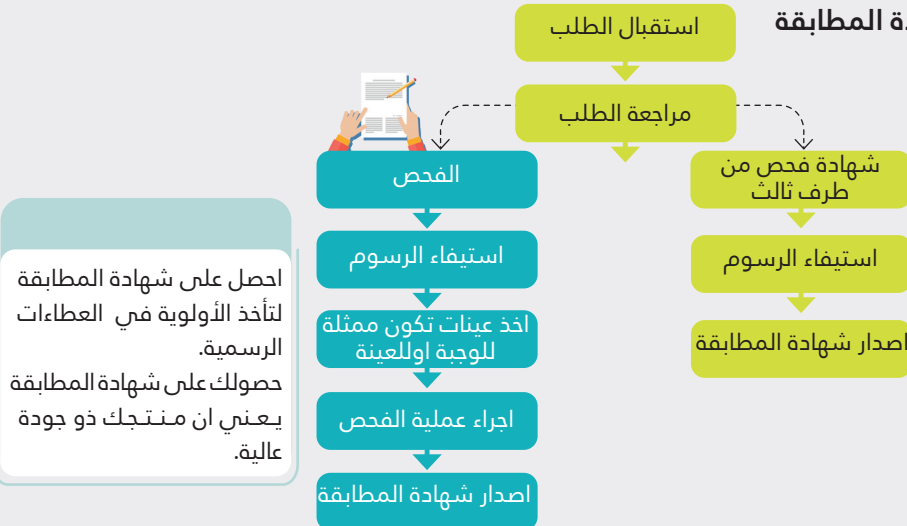 ة المطابقة
استقبال الطلب
مراجعة الطلب
شهادة فحص من
طرف ثالث
استيفاء الرسوم
اصدار شهادة المطابقة
الفحص
استيفاء الرسوم
اخذ عينات تكون ممثلة
للوجبة اوللعينة
اجراء عملية الفحص
اصدار شهادة المطابقة
احصل على شهادة المطابقة
لتأخذ الأولوية في العطاءات
الرسمية.
حصولك على شهادة المطابقة
يـعـني ان مـنـتـجـك ذو جودة
عالية.